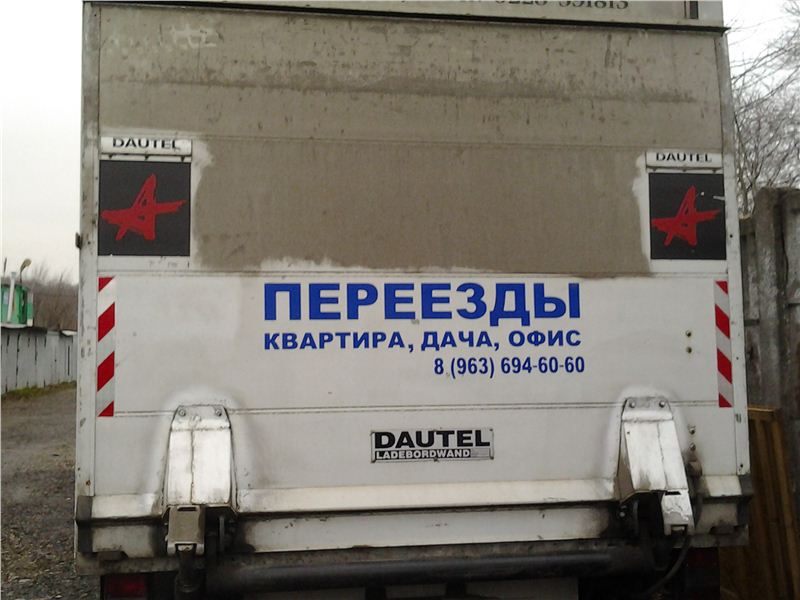 DAUTEL
DAUTEL
ПЕРЕЕЗДЫ
КВАРТИРА, ДАЧА, ОФИС
8 (963) 694-60-60
DAUTEL
LADEBORDWAND